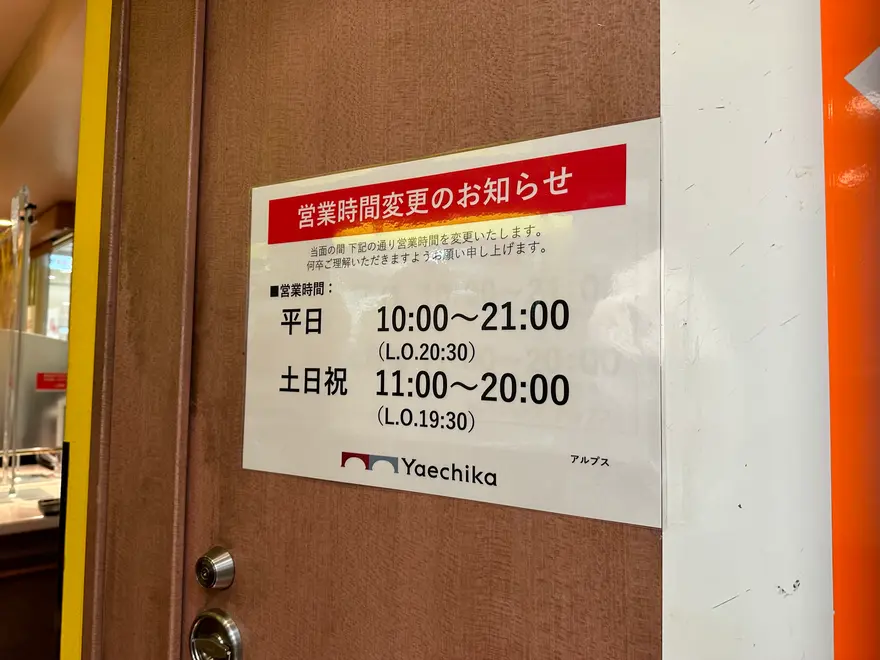 営業時間変更のお知らせ
当面の間 下記の通り営業時間を変更いたします。
何卒ご理解いただきますようお願い申し上げます。
■営業時間：
平日 10:00〜21:00
(L.O.20:30)
土日祝 11:00〜20:00
(L.O.19:30)
Yaechika
アルプス